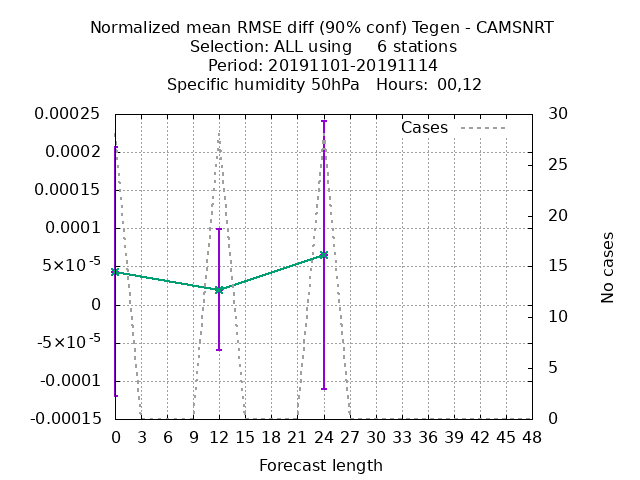 Normalized mean RMSE diff (90% conf) Tegen - CAMSNRT
Selection: ALL using 6 stations
Period: 20191101-20191114
Specific humidity 50hPa Hours: 00,12
Cases
0.00025
0.0002
0.00015
0.0001
5×10⁻⁵
0
-5×10⁻⁵
-0.0001
-0.00015
30
25
20
15
10
5
0
No cases
0 3 6 9 12 15 18 21 24 27 30 33 36 39 42 45 48
Forecast length